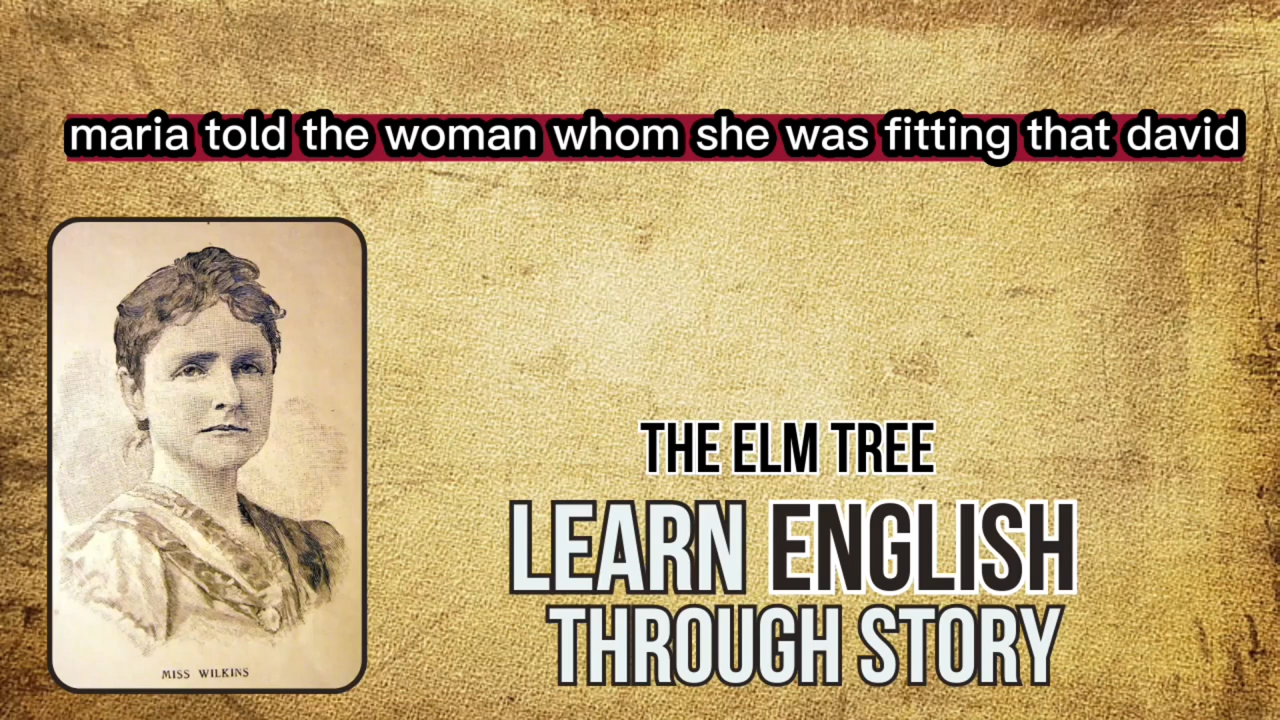 maria told the woman whom she was fitting that david
THE ELM TREE
LEARN ENGLISH
THROUGH STORY
MISS WILKINS